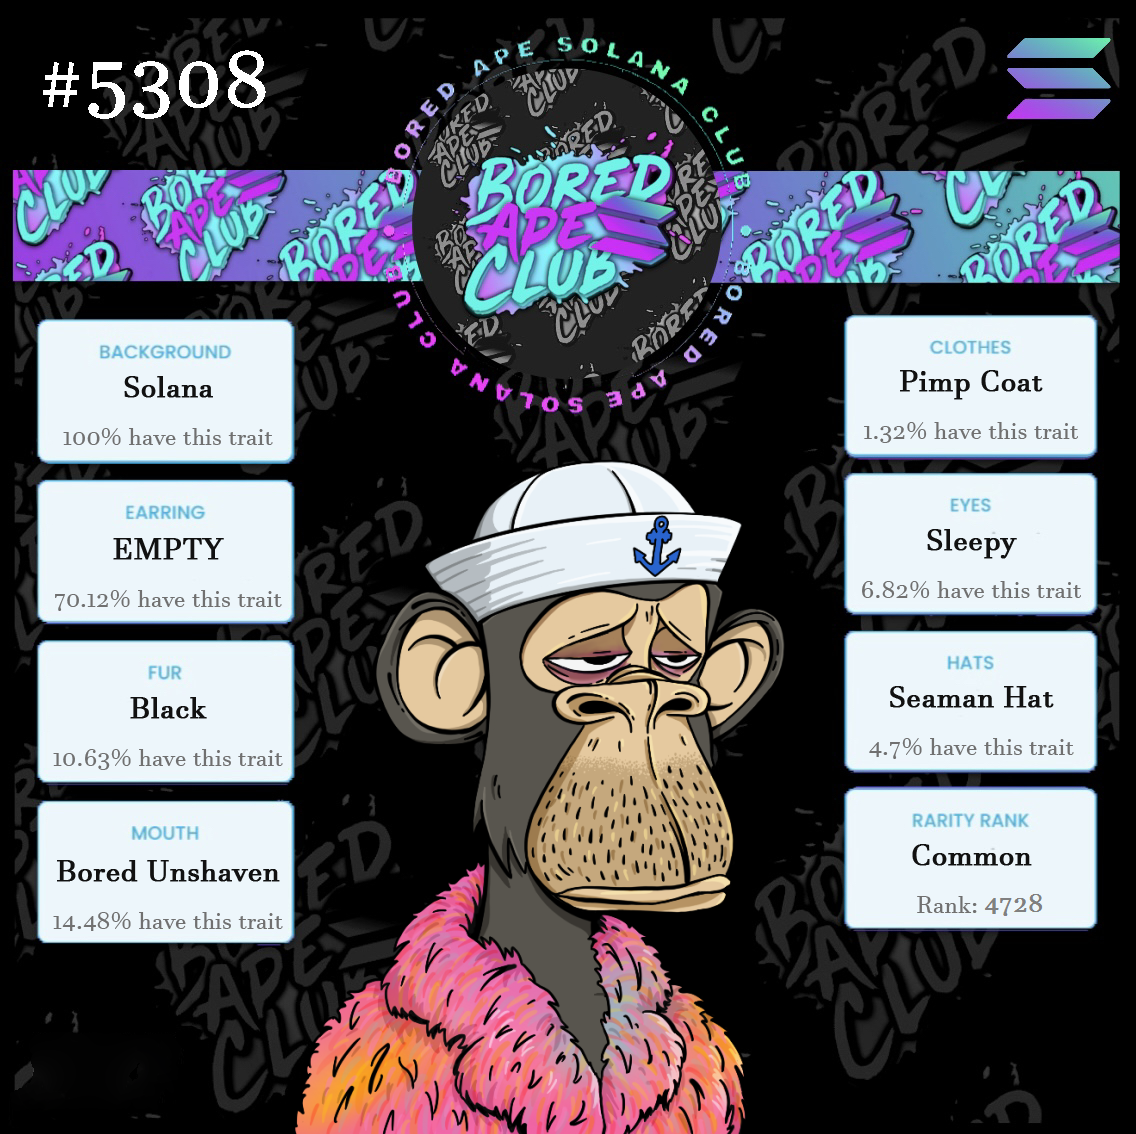 #5308
BORED APE SOLANA CLUB
BORED APE SOLANA CLUB
BORED
APE
CLUB
BACKGROUND
Solana
100% have this trait
EARRING
EMPTY
70.12% have this trait
FUR
Black
10.63% have this trait
MOUTH
Bored Unshaven
14.48% have this trait
CLOTHES
Pimp Coat
1.32% have this trait
EYES
Sleepy
6.82% have this trait
HATS
Seaman Hat
4.7% have this trait
RARITY RANK
Common
Rank: 4728